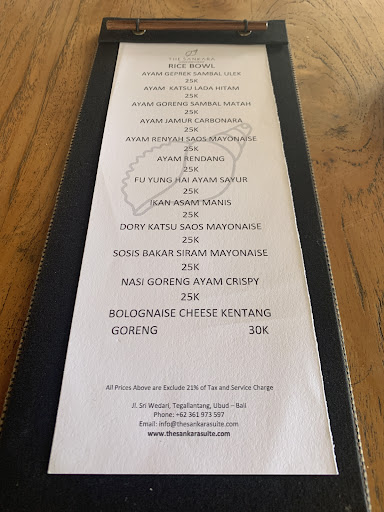 THE SANKARA
RICE BOWL
AYAM GEPREK SAMBAL ULEK
25K
AYAM KATSU LADA HITAM
25K
AYAM GORENG SAMBAL MATAH
25K
AYAM JAMUR CARBONARA
25K
AYAM RENYAH SAOS MAYONAISE
25K
AYAM RENDANG
25K
FU YUNG HAI AYAM SAYUR
25K
IKAN ASAM MANIS
25K
DORY KATSU SAOS MAYONAISE
25K
SOSIS BAKAR SIRAM MAYONAISE
25K
NASI GORENG AYAM CRISPY
25K
BOLOGNAISE CHEESE KENTANG
GORENG 30K
All Prices Above are Exclude 21% of Tax and Service Charge
Jl. Sri Wedari, Tegallantang, Ubud – Bali
Phone: +62 361 973 597
Email: info@thesankarasuite.com
www.thesankarasuite.com